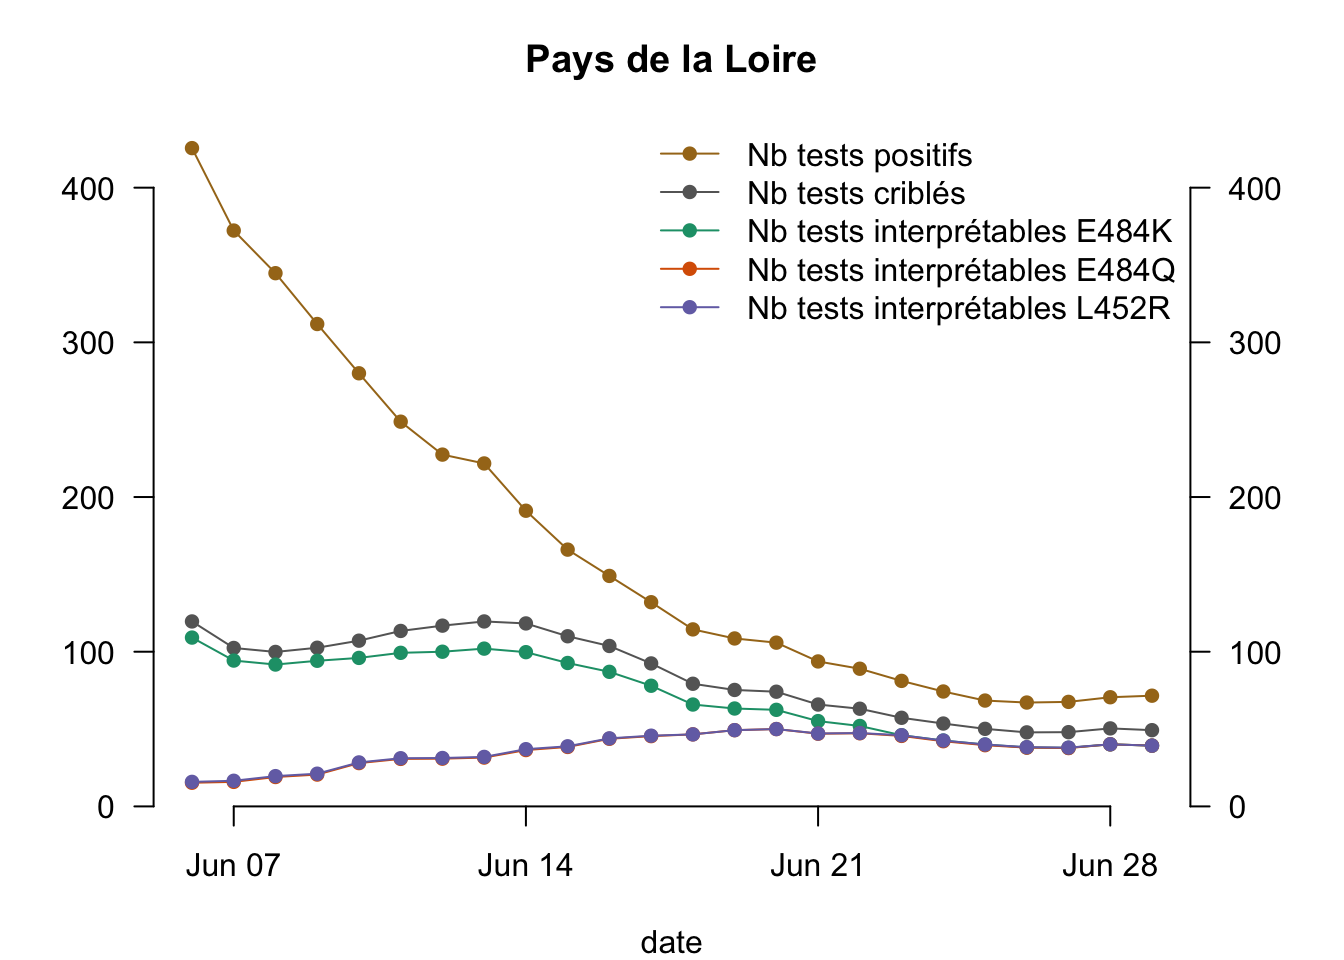 Pays de la Loire
Nb tests positifs
Nb tests criblés
Nb tests interprétables E484K
Nb tests interprétables E484Q
Nb tests interprétables L452R
400 400
300 300
200 200
100 100
0 0
Jun 07 Jun 14 Jun 21 Jun 28
date